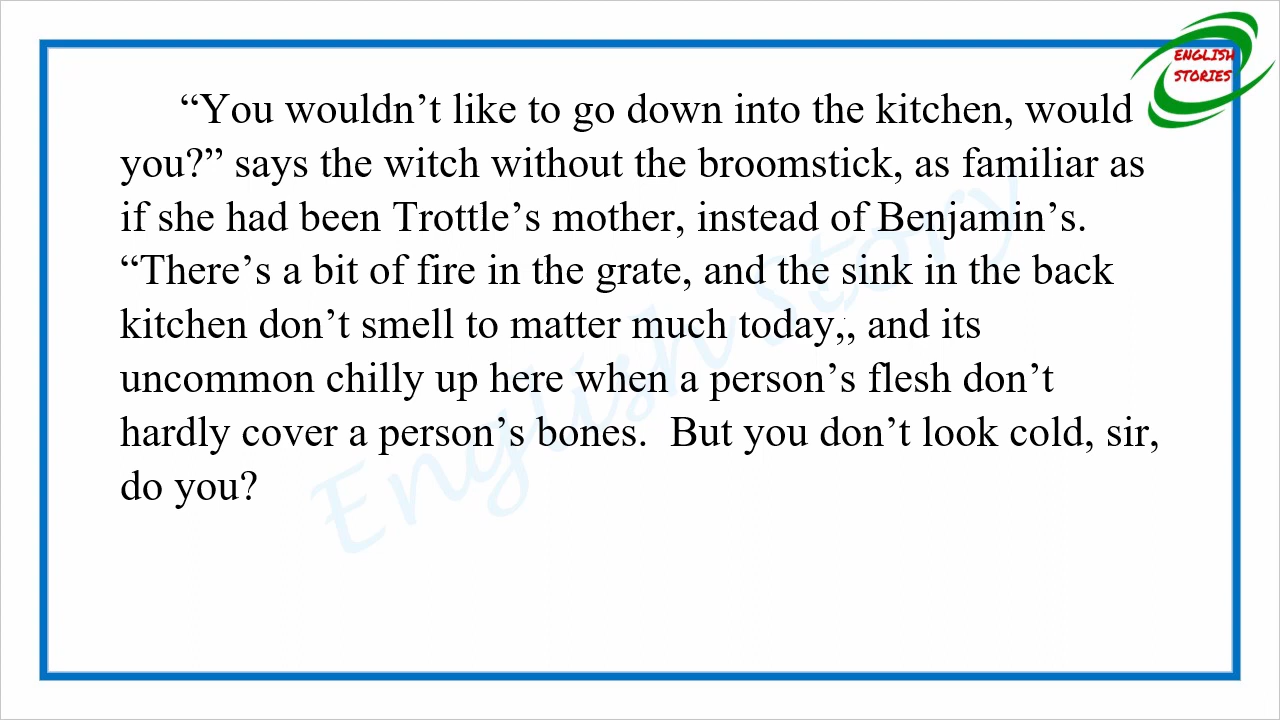 ENGLISH
STORIES
“You wouldn’t like to go down into the kitchen, would
you?” says the witch without the broomstick, as familiar as
if she had been Trottle’s mother, instead of Benjamin’s.
“There’s a bit of fire in the grate, and the sink in the back
kitchen don’t smell to matter much today,, and its
uncommon chilly up here when a person’s flesh don’t
hardly cover a person’s bones.  But you don’t look cold, sir,
do you?
English Story